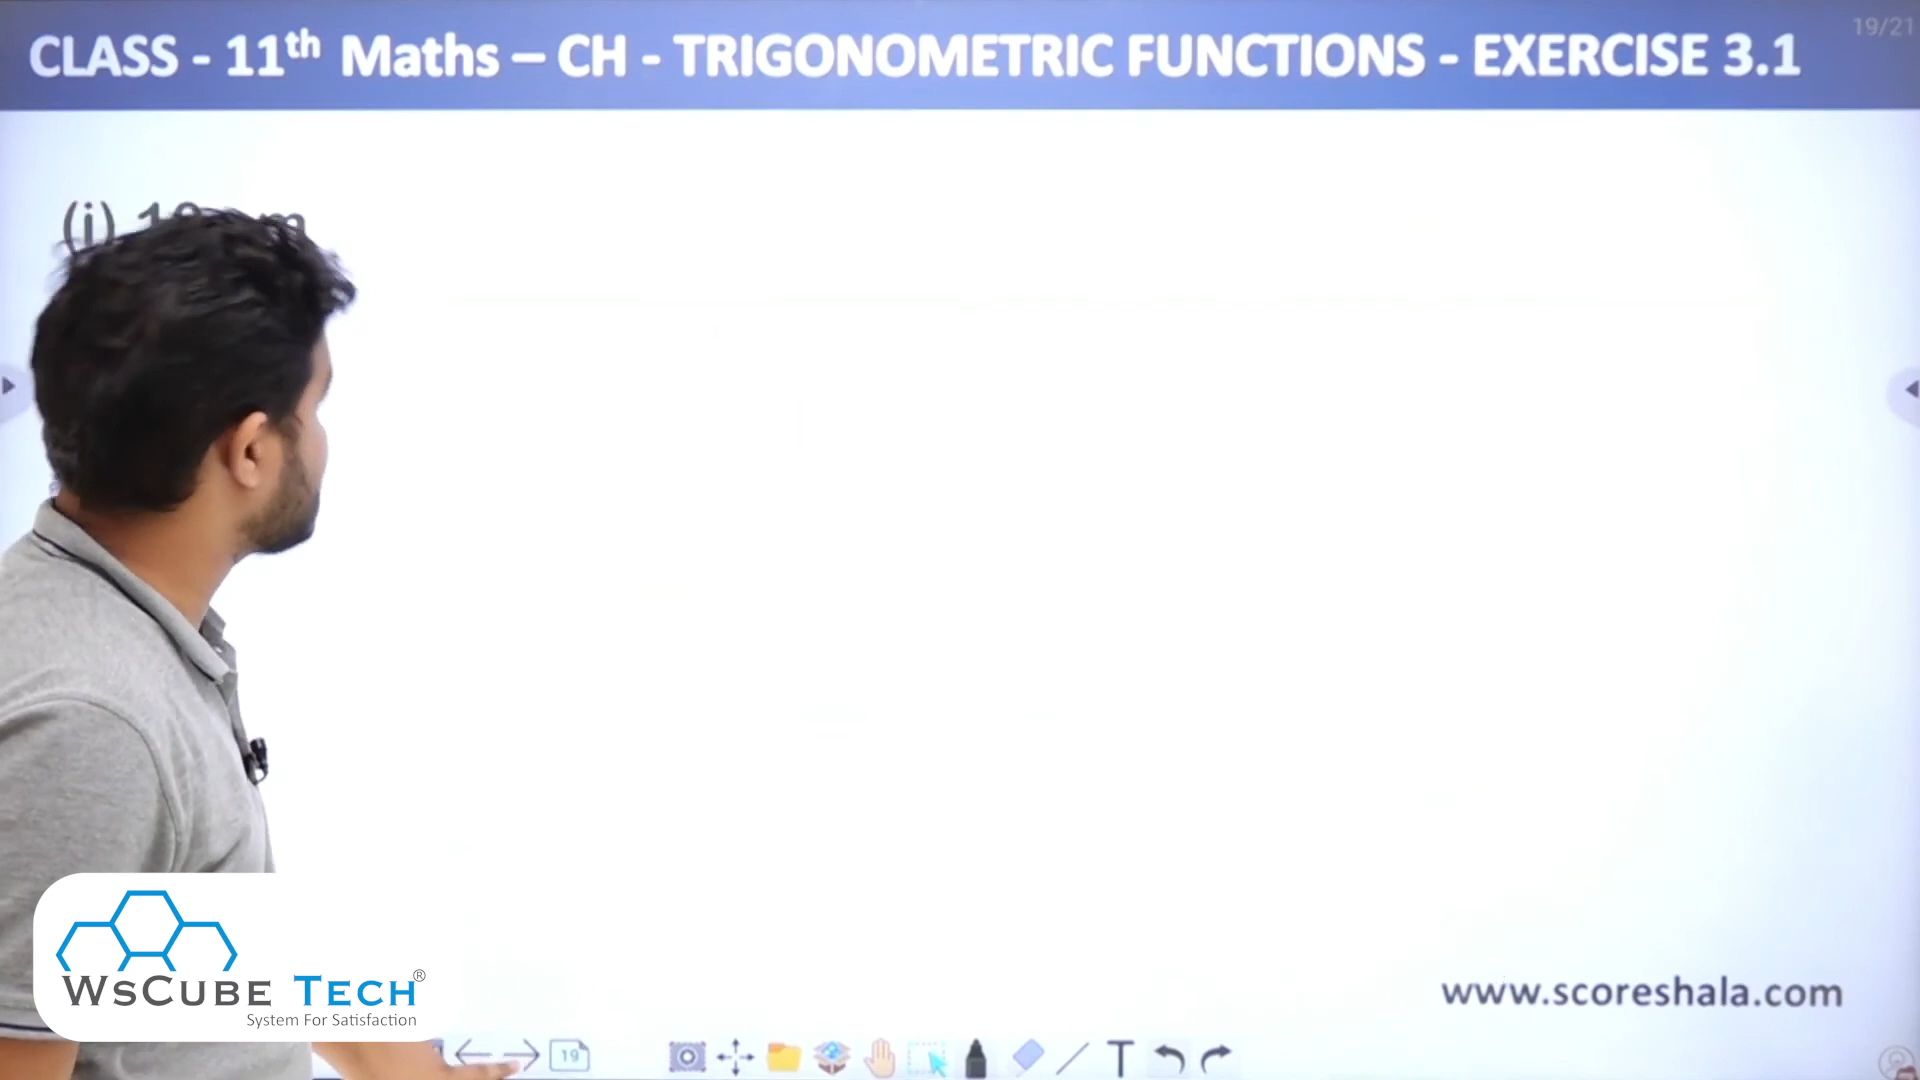 19/21
CLASS - 11th Maths – CH - TRIGONOMETRIC FUNCTIONS - EXERCISE 3.1
(i)
WSCUBE TECH®
System For Satisfaction
www.scoreshala.com
19
T